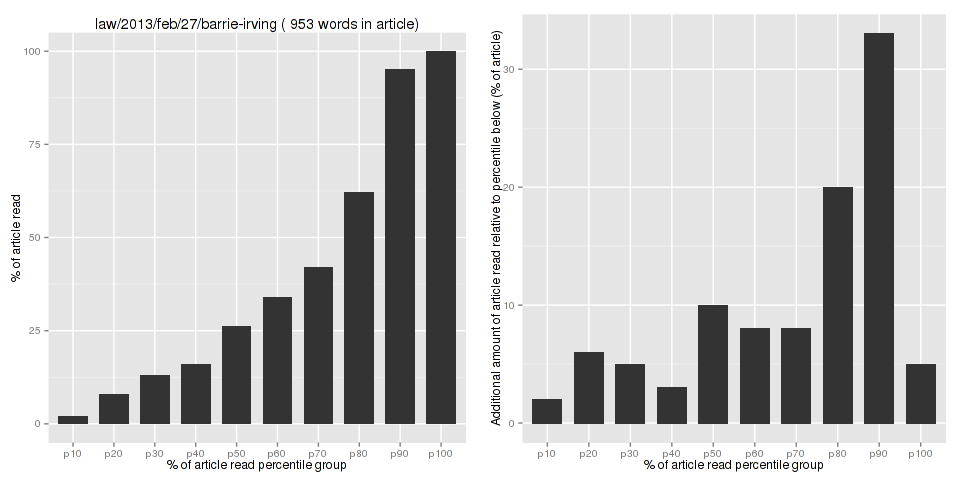 law/2013/feb/27/barrie-irving ( 953 words in article)
% of article read
100
75
50
25
0
p10 p20 p30 p40 p50 p60 p70 p80 p90 p100
% of article read percentile group
Additional amount of article read relative to percentile below (% of article)
30
20
10
0
p10 p20 p30 p40 p50 p60 p70 p80 p90 p100
% of article read percentile group